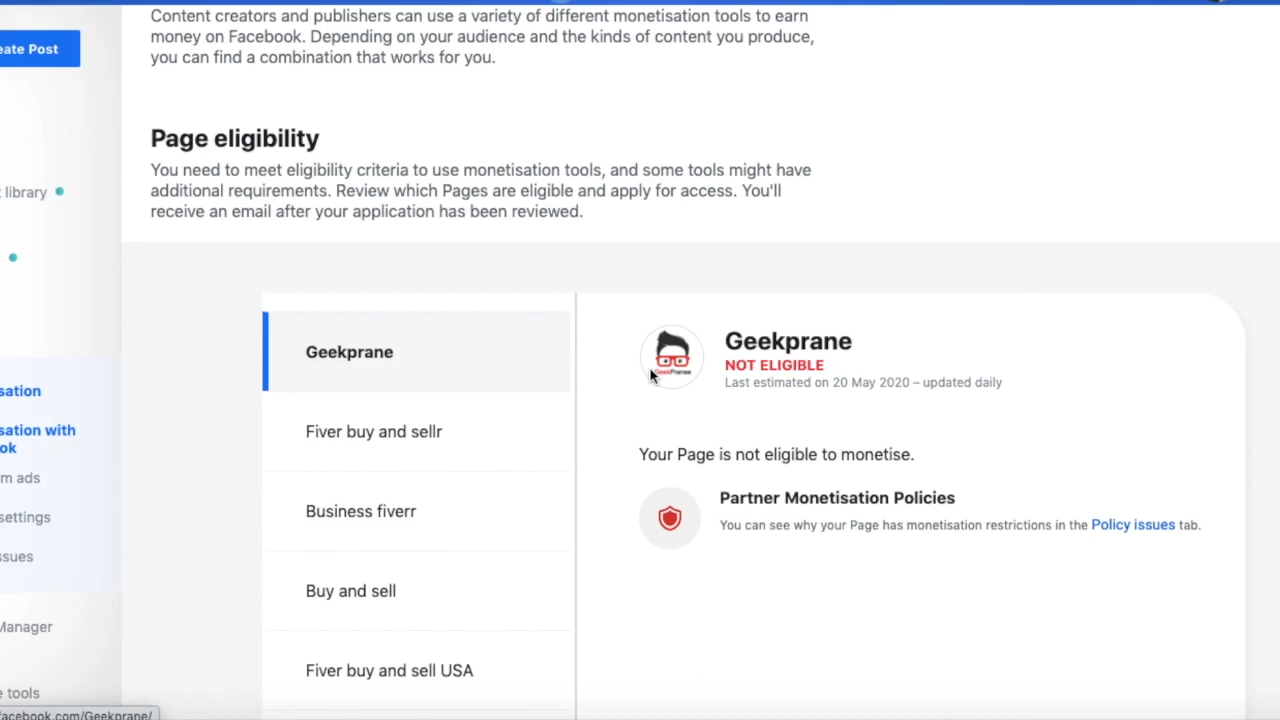 Content creators and publishers can use a variety of different monetisation tools to earn
money on Facebook. Depending on your audience and the kinds of content you produce,
you can find a combination that works for you.
eate Post
Page eligibility
You need to meet eligibility criteria to use monetisation tools, and some tools might have
additional requirements. Review which Pages are eligible and apply for access. You'll
receive an email after your application has been reviewed.
t library
sation
sation with
ok
m ads
settings
ssues
Manager
e tools
facebook.com/Geekprane/
Geekprane
Fiver buy and sellr
Business fiverr
Buy and sell
Fiver buy and sell USA
GeekPranee
Geekprane
NOT ELIGIBLE
Last estimated on 20 May 2020 – updated daily
Your Page is not eligible to monetise.
Partner Monetisation Policies
You can see why your Page has monetisation restrictions in the Policy issues tab.